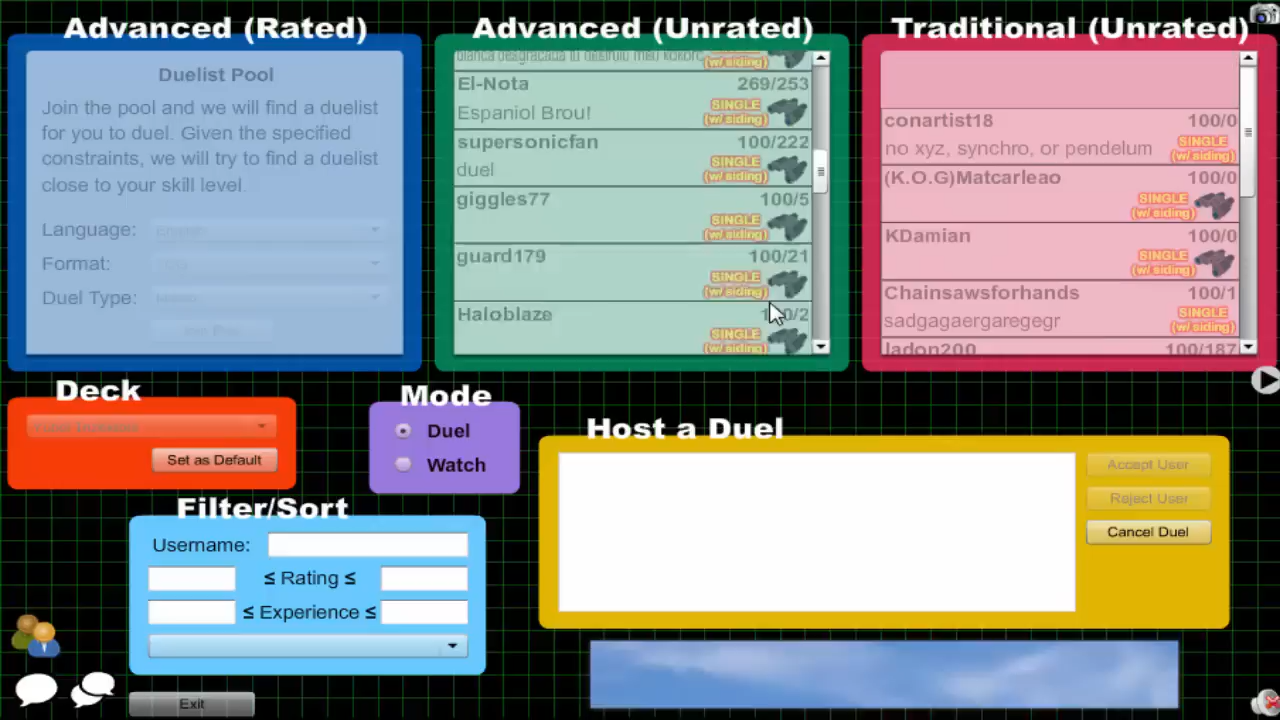 Advanced (Rated)
Duelist Pool
Join the pool and we will find a duelist
for you to duel. Given the specified
constraints, we will try to find a duelist
close to your skill level.
Language:
Format:
Duel Type:
Advanced (Unrated)
SINGLE
(w/ siding)
El-Nota 269/253
Espaniol Brou! SINGLE
(w/ siding)
supersonicfan 100/222
duel SINGLE
(w/ siding)
giggles77 100/5
SINGLE
(w/ siding)
guard179 100/21
SINGLE
(w/ siding)
Haloblaze
SINGLE
(w/ siding)
Traditional (Unrated)
conartist18 100/0
no xyz, synchro, or pendelum SINGLE
(w/ siding)
(K.O.G)Matcarleao 100/0
SINGLE
(w/ siding)
KDamian 100/0
SINGLE
(w/ siding)
Chainsawsforhands 100/1
sadgagaergaregegr SINGLE
(w/ siding)
ladon200 100/187
Deck
Set as Default
Mode
Duel
Watch
Filter/Sort
Username:
≤ Rating ≤
≤ Experience ≤
Exit
Host a Duel
Accept User
Reject User
Cancel Duel